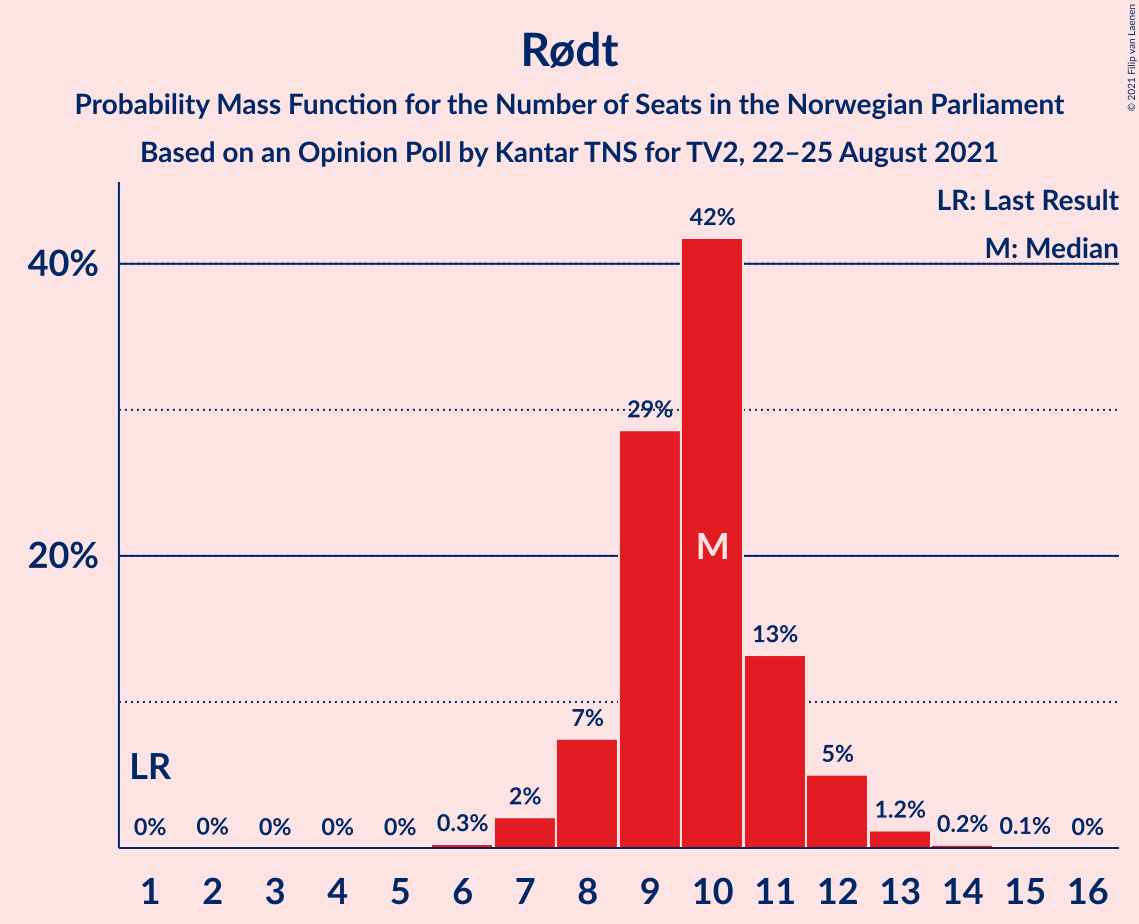 Rødt
Probability Mass Function for the Number of Seats in the Norwegian Parliament
Based on an Opinion Poll by Kantar TNS for TV2, 22–25 August 2021
© 2021 Filip van Laenen
LR: Last Result
M: Median
42%
40%
29%
M
20%
13%
7%
LR
5%
2%
0% 0% 0% 0% 0% 0.3% 1.2% 0.2% 0.1% 0%
1 2 3 4 5 6 7 8 9 10 11 12 13 14 15 16